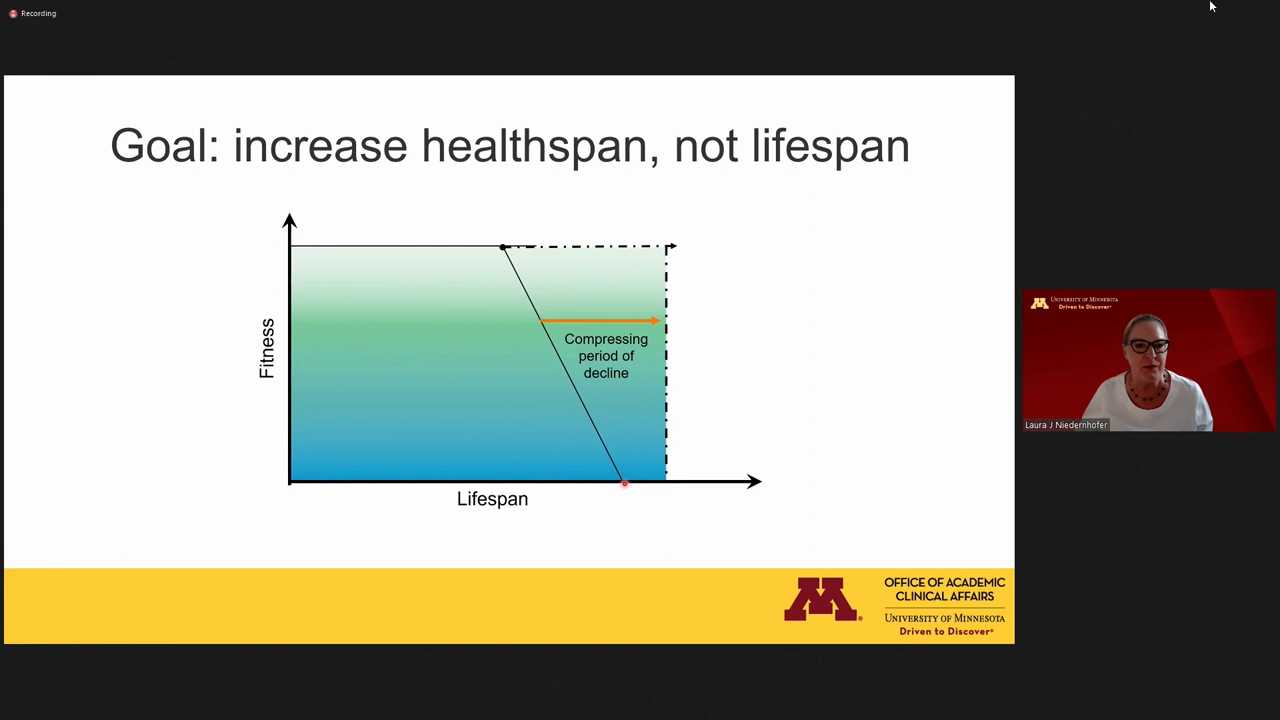 Recording
Goal: increase healthspan, not lifespan
Fitness
Compressing
period of
decline
Lifespan
M®
OFFICE OF ACADEMIC
CLINICAL AFFAIRS
UNIVERSITY OF MINNESOTA
Driven to Discover®
M UNIVERSITY OF MINNESOTA
Driven to Discover®
Laura J Niedernhofer